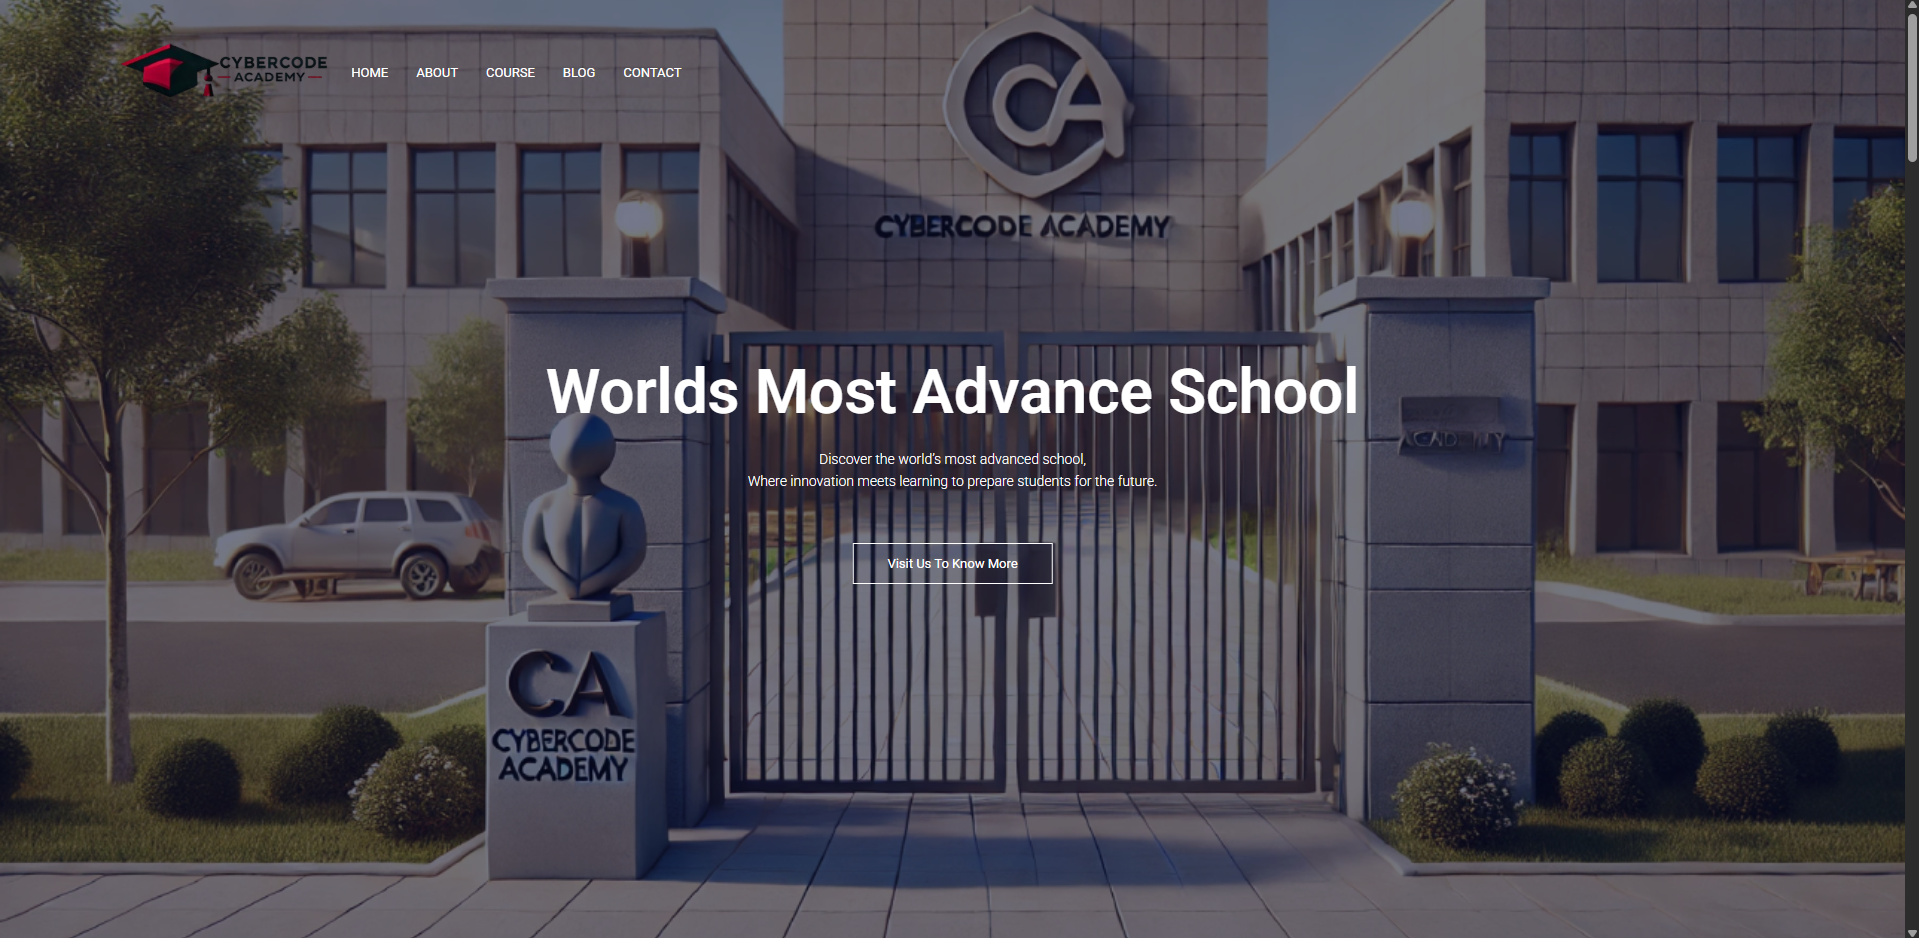 CYBERCODE
ACADEMY
HOME
ABOUT
COURSE
BLOG
CONTACT
CA
CYBERCODE ACADEMY
Worlds Most Advance School
ACADEMY
Discover the world's most advanced school,
Where innovation meets learning to prepare students for the future.
Visit Us To Know More
CA
CYBERCODE
ACADEMY